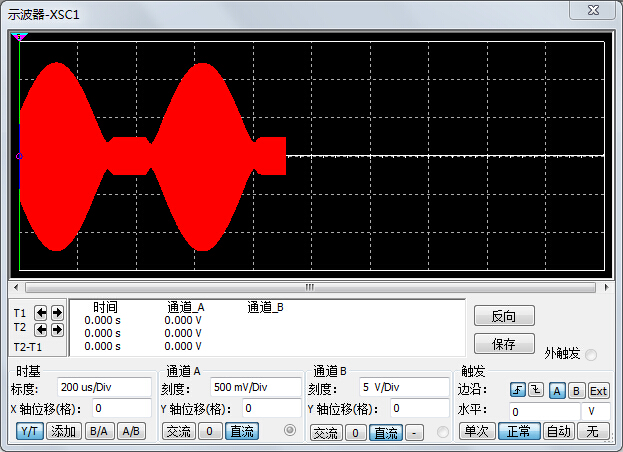 示波器-XSC1
时间 通道_A 通道_B
T1 0.000 s 0.000 V
T2 0.000 s 0.000 V
T2-T1 0.000 s 0.000 V
反向
保存
外触发
时基
标度: 200 us/Div
X 轴位移(格): 0
Y/T 添加 B/A A/B
通道 A
刻度: 500 mV/Div
Y 轴位移(格): 0
交流 0 直流
通道 B
刻度: 5 V/Div
Y 轴位移(格): 0
交流 0 直流 -
触发
边沿: A B Ext
水平: 0 V
单次 正常 自动 无